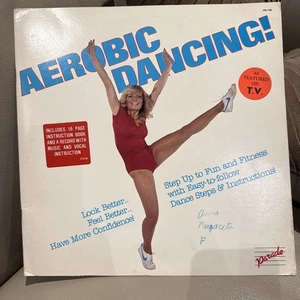 AEROBIC
DANCING!
AS
FEATURED
ON
T.V.
INCLUDES 16 PAGE
INSTRUCTION BOOK
AND A RECORD WITH
MUSIC AND VOCAL
INSTRUCTION
Look Better..
Feel Better..
Have More Confidence!
Step Up to Fun and Fitness
with Easy-to-follow
Dance Steps & Instructions!
F
Parade